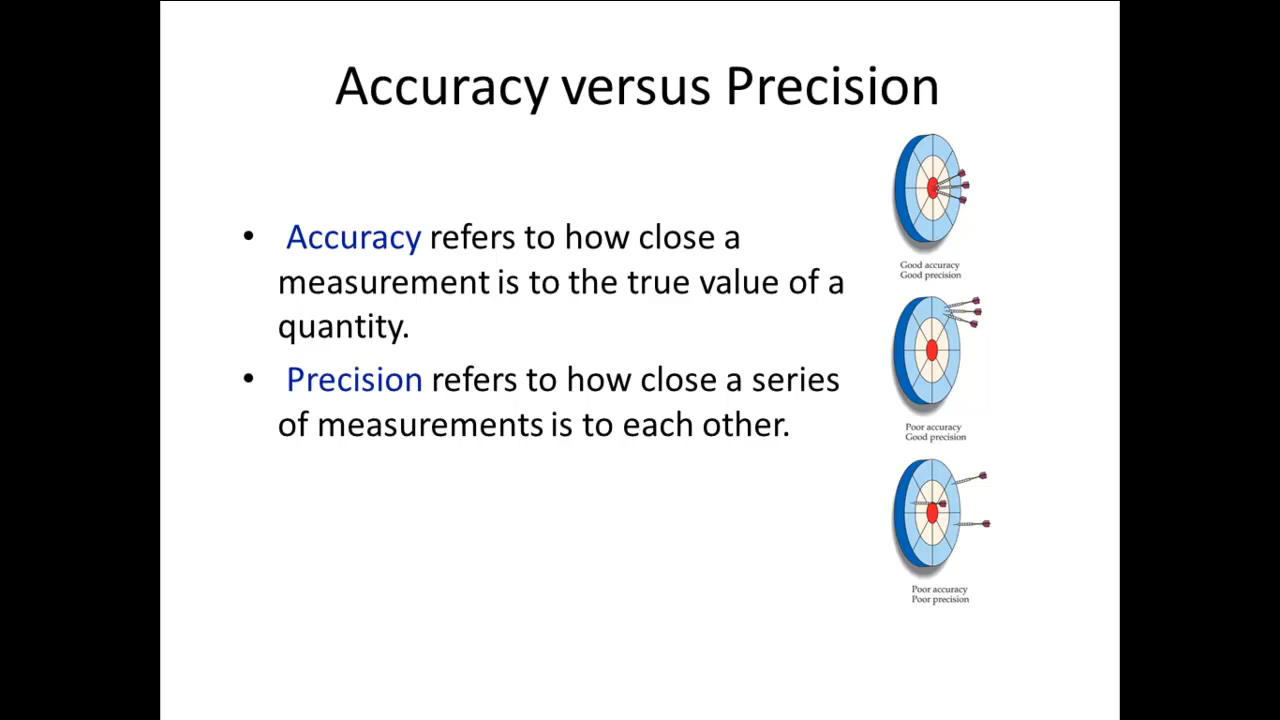 Accuracy versus Precision
• Accuracy refers to how close a
measurement is to the true value of a
quantity.
• Precision refers to how close a series
of measurements is to each other.
Good accuracy
Good precision
Poor accuracy
Good precision
Poor accuracy
Poor precision